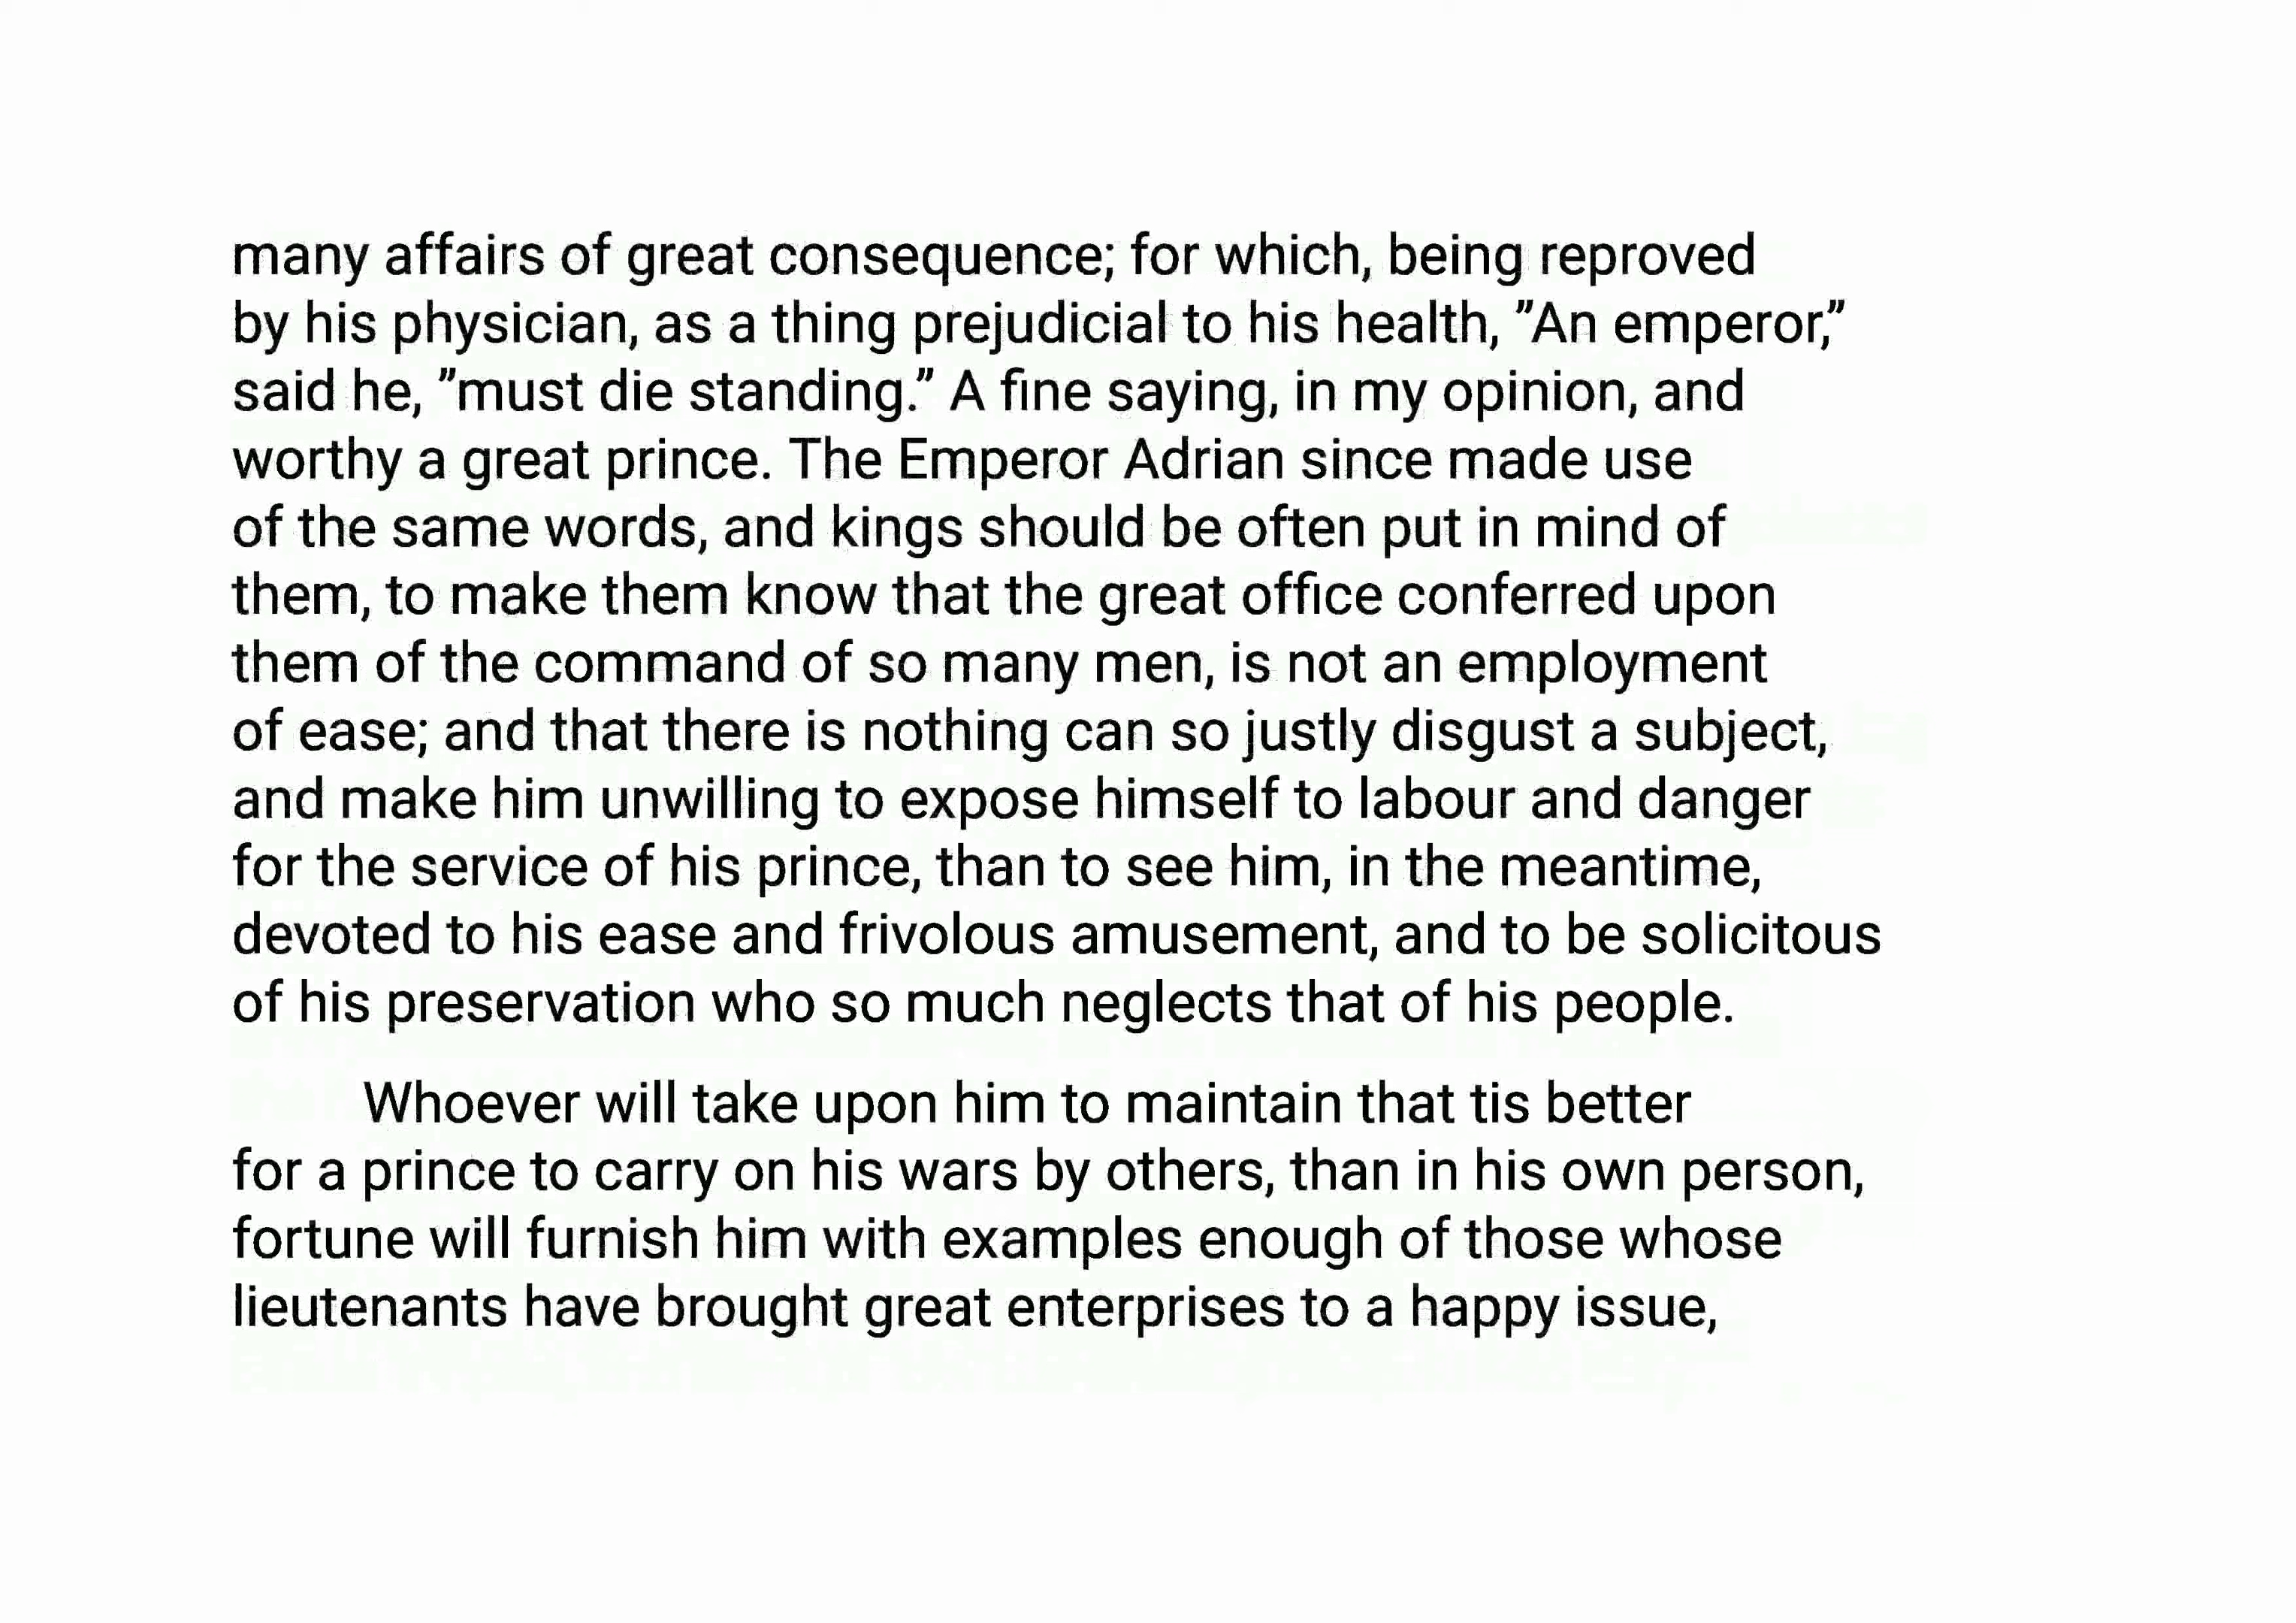 many affairs of great consequence; for which, being reproved
by his physician, as a thing prejudicial to his health, ”An emperor,”
said he, ”must die standing.” A fine saying, in my opinion, and
worthy a great prince. The Emperor Adrian since made use
of the same words, and kings should be often put in mind of
them, to make them know that the great office conferred upon
them of the command of so many men, is not an employment
of ease; and that there is nothing can so justly disgust a subject,
and make him unwilling to expose himself to labour and danger
for the service of his prince, than to see him, in the meantime,
devoted to his ease and frivolous amusement, and to be solicitous
of his preservation who so much neglects that of his people.
Whoever will take upon him to maintain that tis better
for a prince to carry on his wars by others, than in his own person,
fortune will furnish him with examples enough of those whose
lieutenants have brought great enterprises to a happy issue,